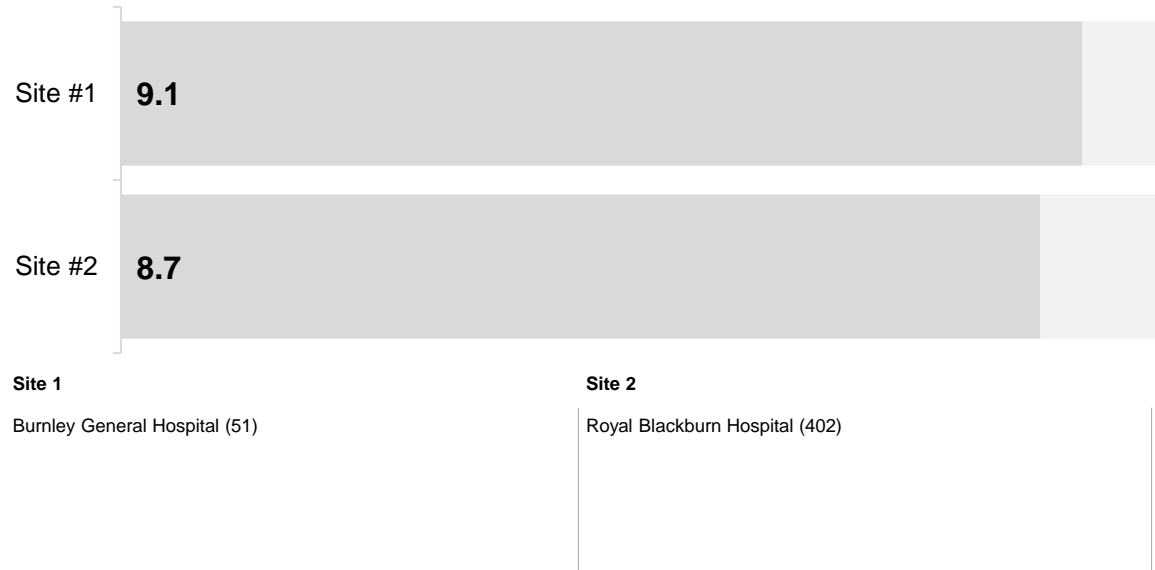 Site #1
9.1
Site #2
8.7
Site 1
Burnley General Hospital (51)
Site 2
Royal Blackburn Hospital (402)